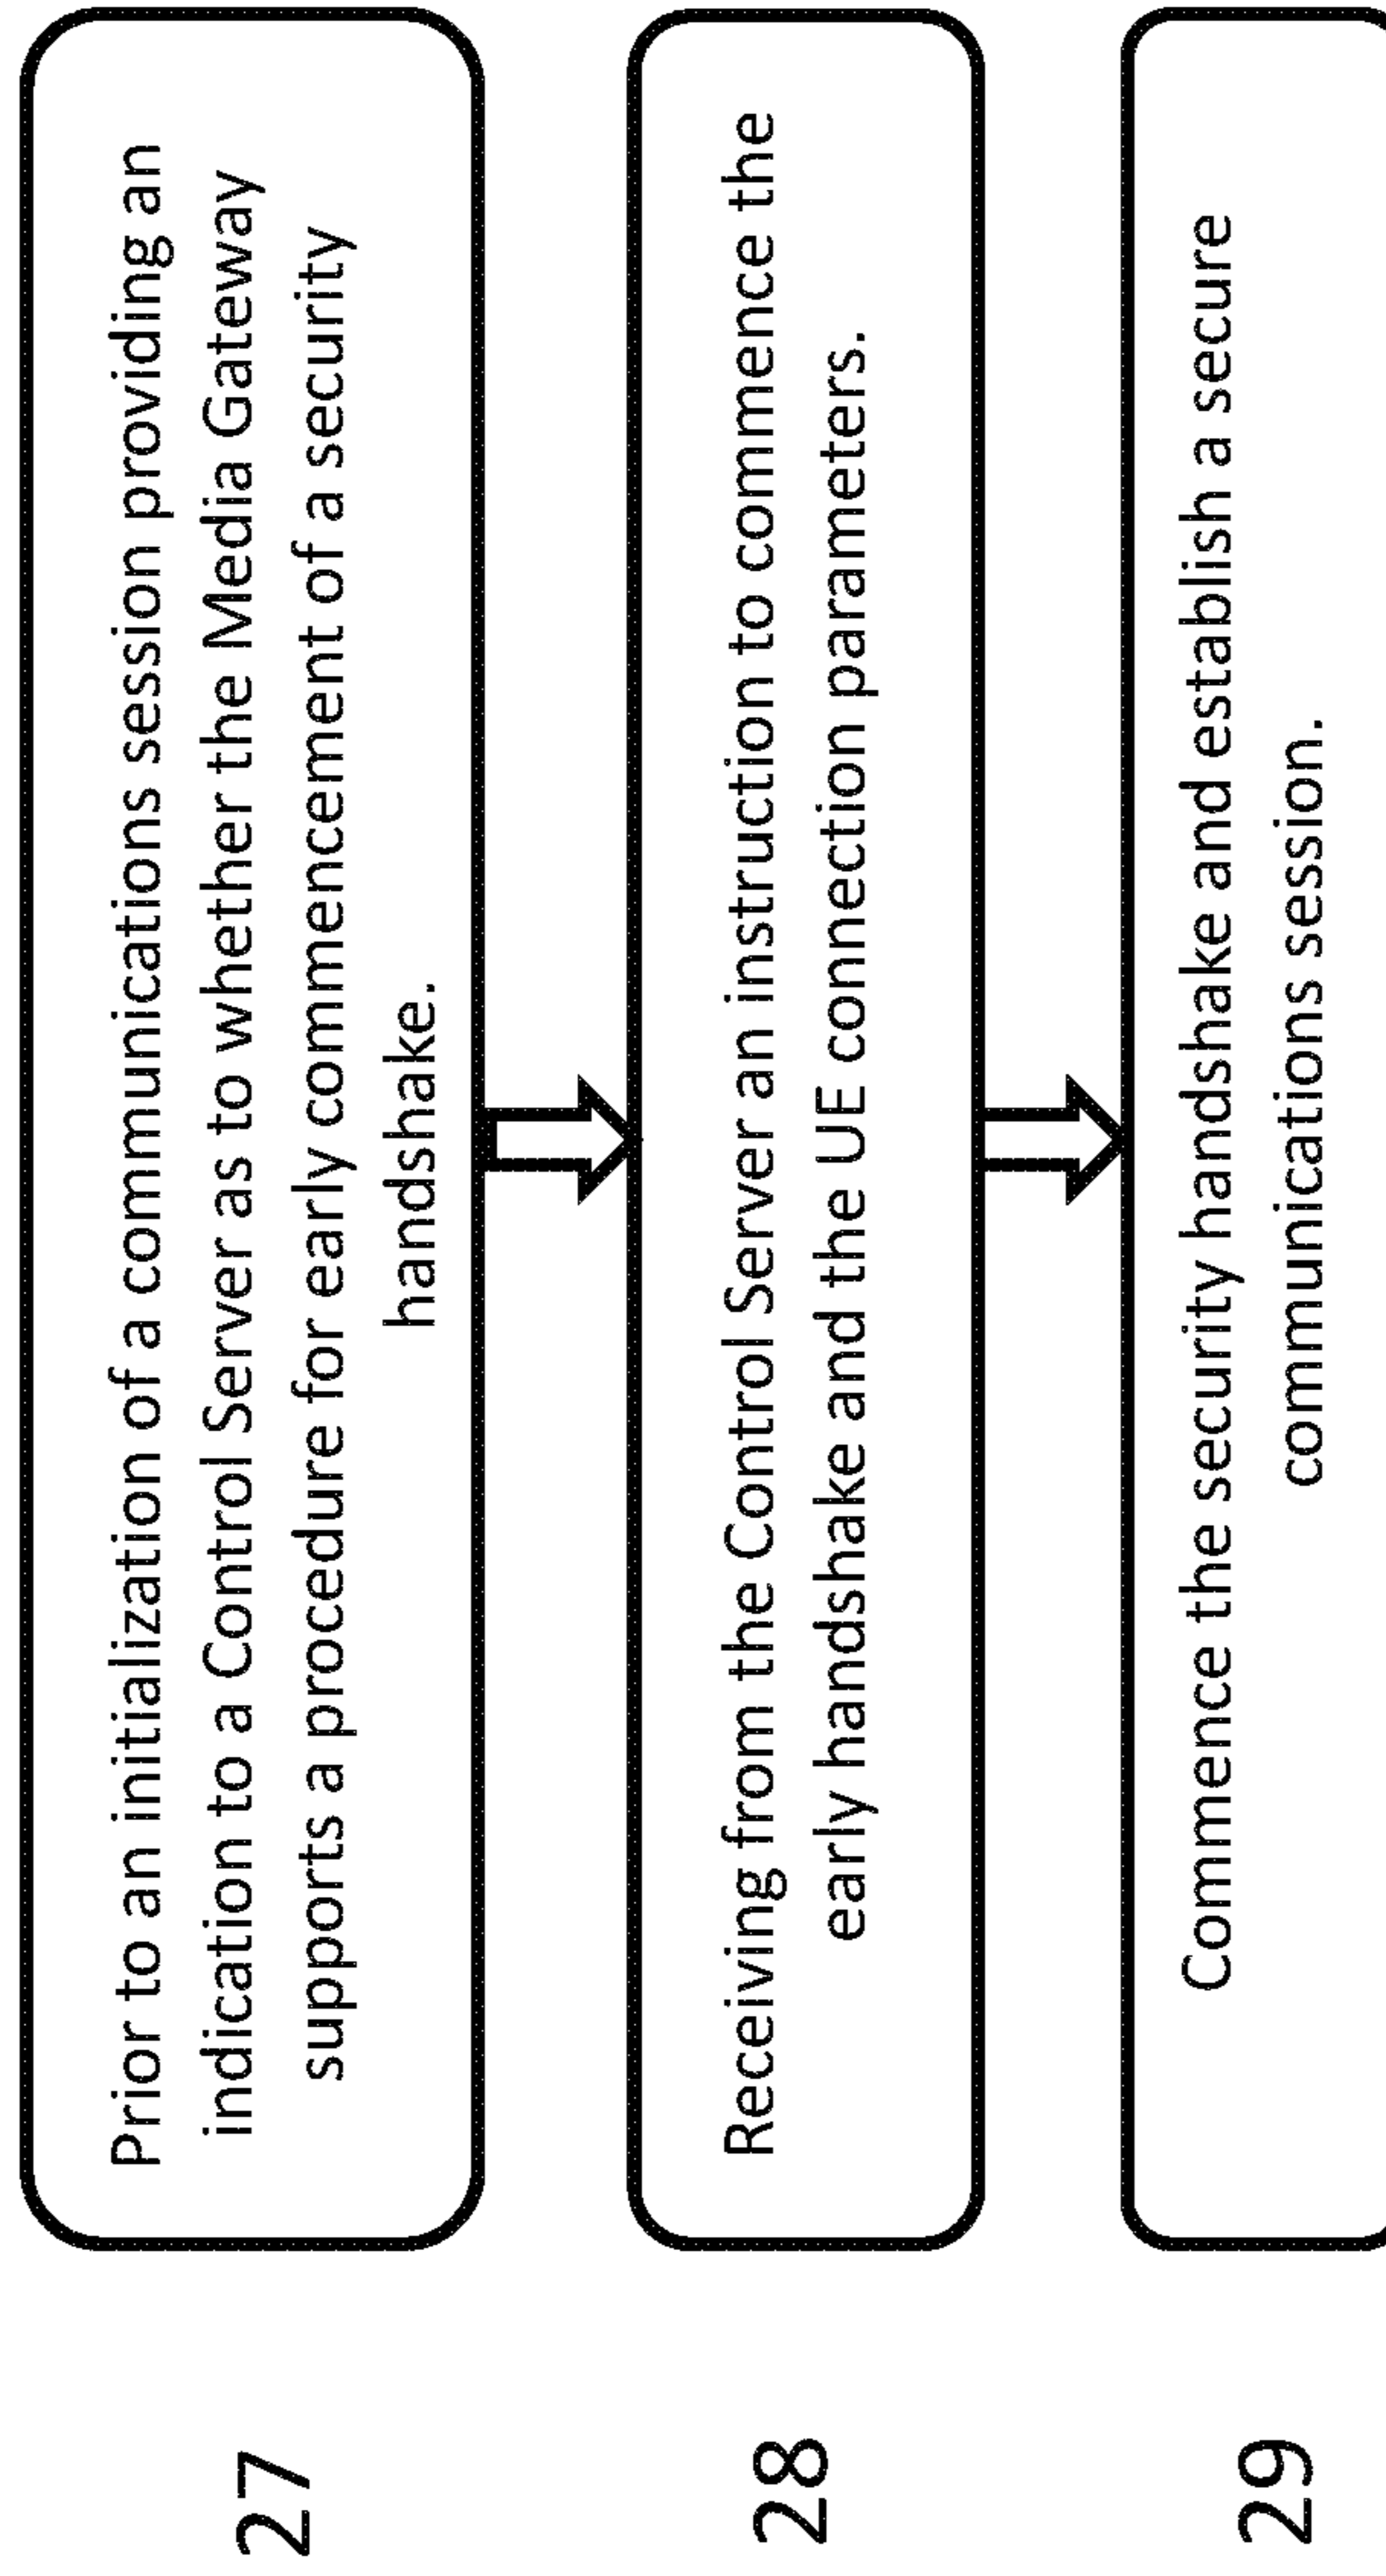 27
Prior to an initialization of a communications session providing an
indication to a Control Server as to whether the Media Gateway
supports a procedure for early commencement of a security
handshake.
28
Receiving from the Control Server an instruction to commence the
early handshake and the UE connection parameters.
29
Commence the security handshake and establish a secure
communications session.